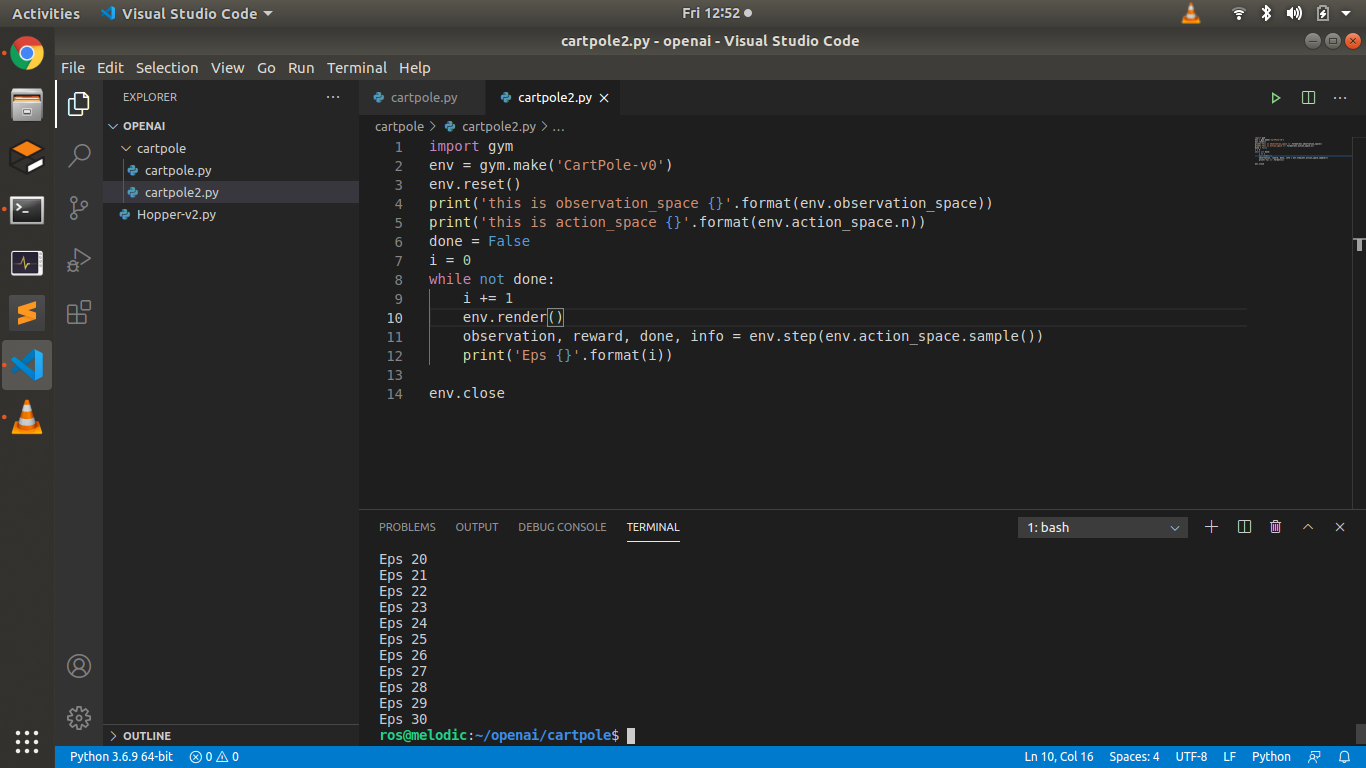 Activities Visual Studio Code Fri 12:52
cartpole2.py - openai - Visual Studio Code
File Edit Selection View Go Run Terminal Help
EXPLORER
OPENAI
cartpole
cartpole.py
cartpole2.py
Hopper-v2.py
OUTLINE
cartpole.py cartpole2.py
cartpole > cartpole2.py > ...
1 import gym
2 env = gym.make('CartPole-v0')
3 env.reset()
4 print('this is observation_space {}'.format(env.observation_space))
5 print('this is action_space {}'.format(env.action_space.n))
6 done = False
7 i = 0
8 while not done:
9     i += 1
10     env.render()
11     observation, reward, done, info = env.step(env.action_space.sample())
12     print('Eps {}'.format(i))
13
14 env.close
PROBLEMS OUTPUT DEBUG CONSOLE TERMINAL 1: bash
Eps 20
Eps 21
Eps 22
Eps 23
Eps 24
Eps 25
Eps 26
Eps 27
Eps 28
Eps 29
Eps 30
ros@melodic:~/openai/cartpole$
Python 3.6.9 64-bit 0 0 Ln 10, Col 16 Spaces: 4 UTF-8 LF Python